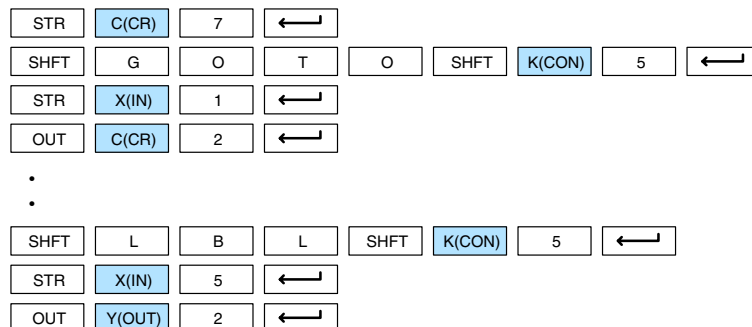 STR C(CR) 7
SHFT G O T O SHFT K(CON) 5
STR X(IN) 1
OUT C(CR) 2
SHFT L B L SHFT K(CON) 5
STR X(IN) 5
OUT Y(OUT) 2